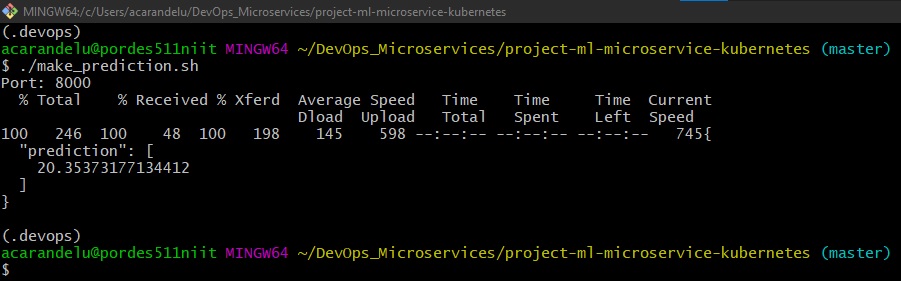 MINGW64:/c/Users/acarandelu/DevOps_Microservices/project-ml-microservice-kubernetes
(.devops)
acarandelu@pordes511niit MINGW64 ~/DevOps_Microservices/project-ml-microservice-kubernetes (master)
$ ./make_prediction.sh
Port: 8000
  % Total    % Received % Xferd  Average Speed   Time    Time     Time  Current
                                 Dload  Upload   Total   Spent    Left  Speed
100   246  100    48  100   198    145    598 --:--:-- --:--:-- --:--:--   745{
  "prediction": [
    20.35373177134412
  ]
}
(.devops)
acarandelu@pordes511niit MINGW64 ~/DevOps_Microservices/project-ml-microservice-kubernetes (master)
$